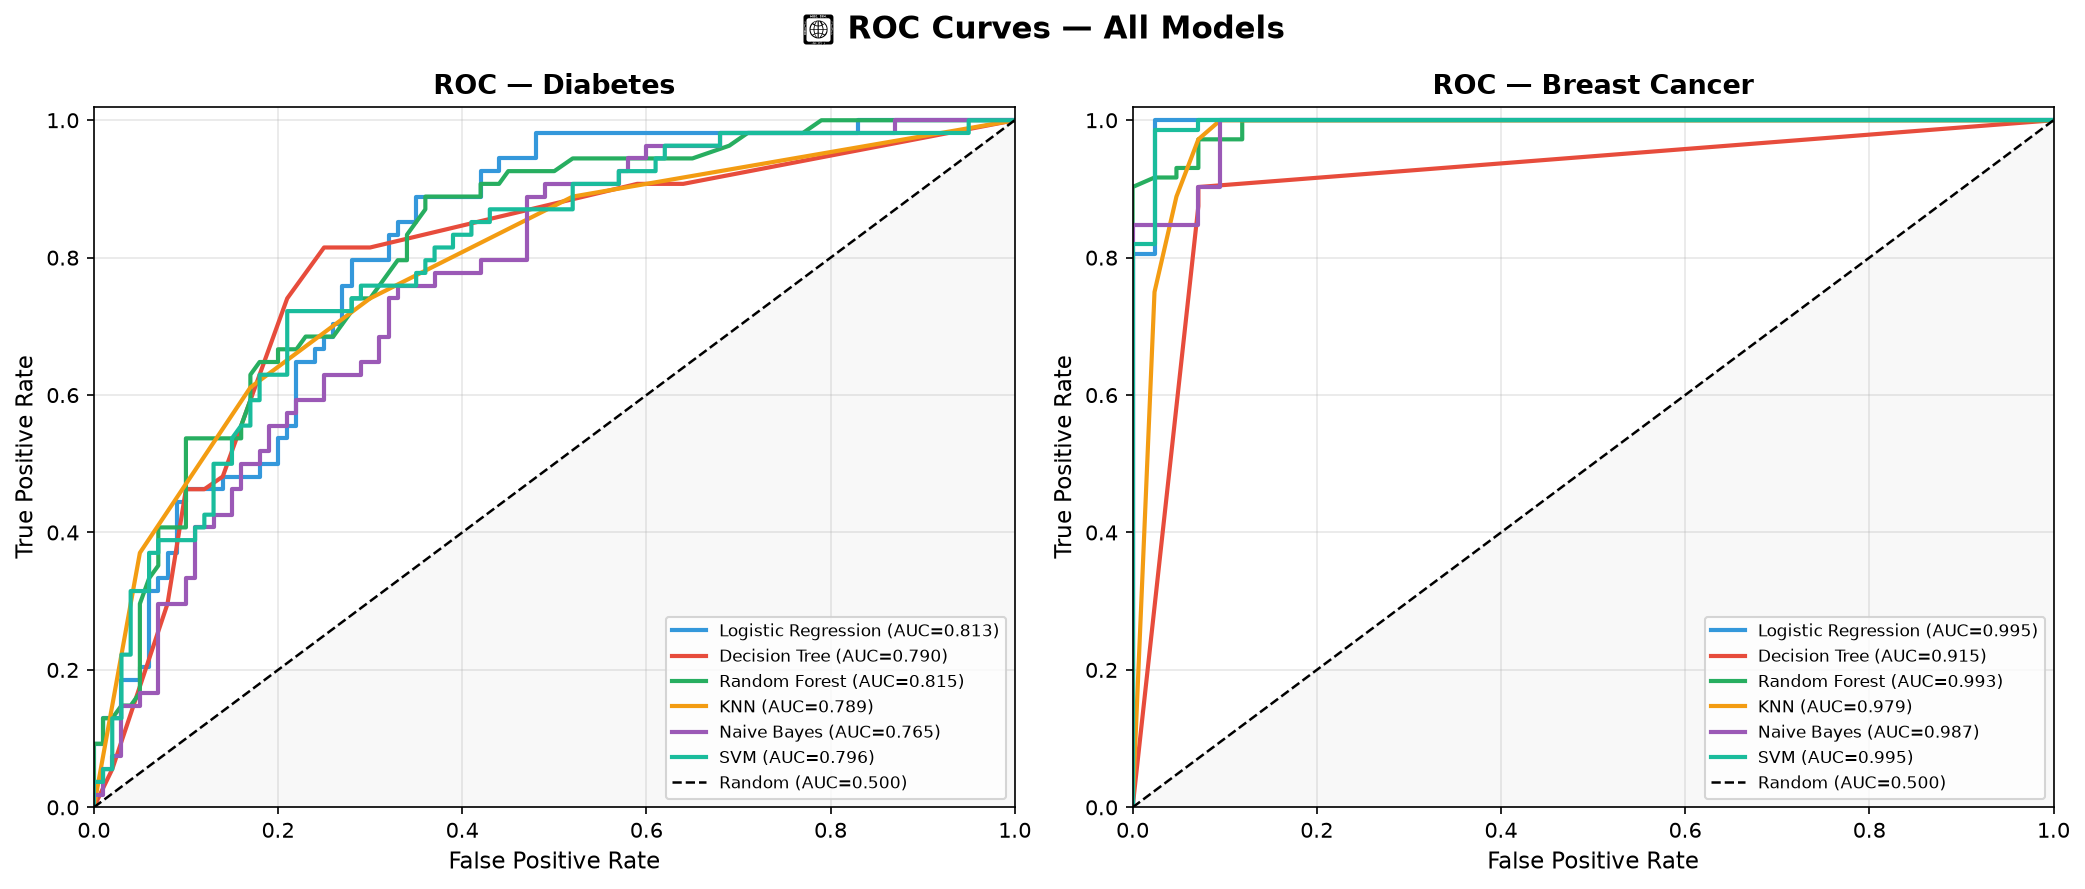 ROC Curves — All Models
ROC — Diabetes
True Positive Rate
1.0
0.8
0.6
0.4
0.2
0.0
Logistic Regression (AUC=0.813)
Decision Tree (AUC=0.790)
Random Forest (AUC=0.815)
KNN (AUC=0.789)
Naive Bayes (AUC=0.765)
SVM (AUC=0.796)
Random (AUC=0.500)
0.0 0.2 0.4 0.6 0.8 1.0
False Positive Rate
ROC — Breast Cancer
True Positive Rate
1.0
0.8
0.6
0.4
0.2
0.0
Logistic Regression (AUC=0.995)
Decision Tree (AUC=0.915)
Random Forest (AUC=0.993)
KNN (AUC=0.979)
Naive Bayes (AUC=0.987)
SVM (AUC=0.995)
Random (AUC=0.500)
0.0 0.2 0.4 0.6 0.8 1.0
False Positive Rate